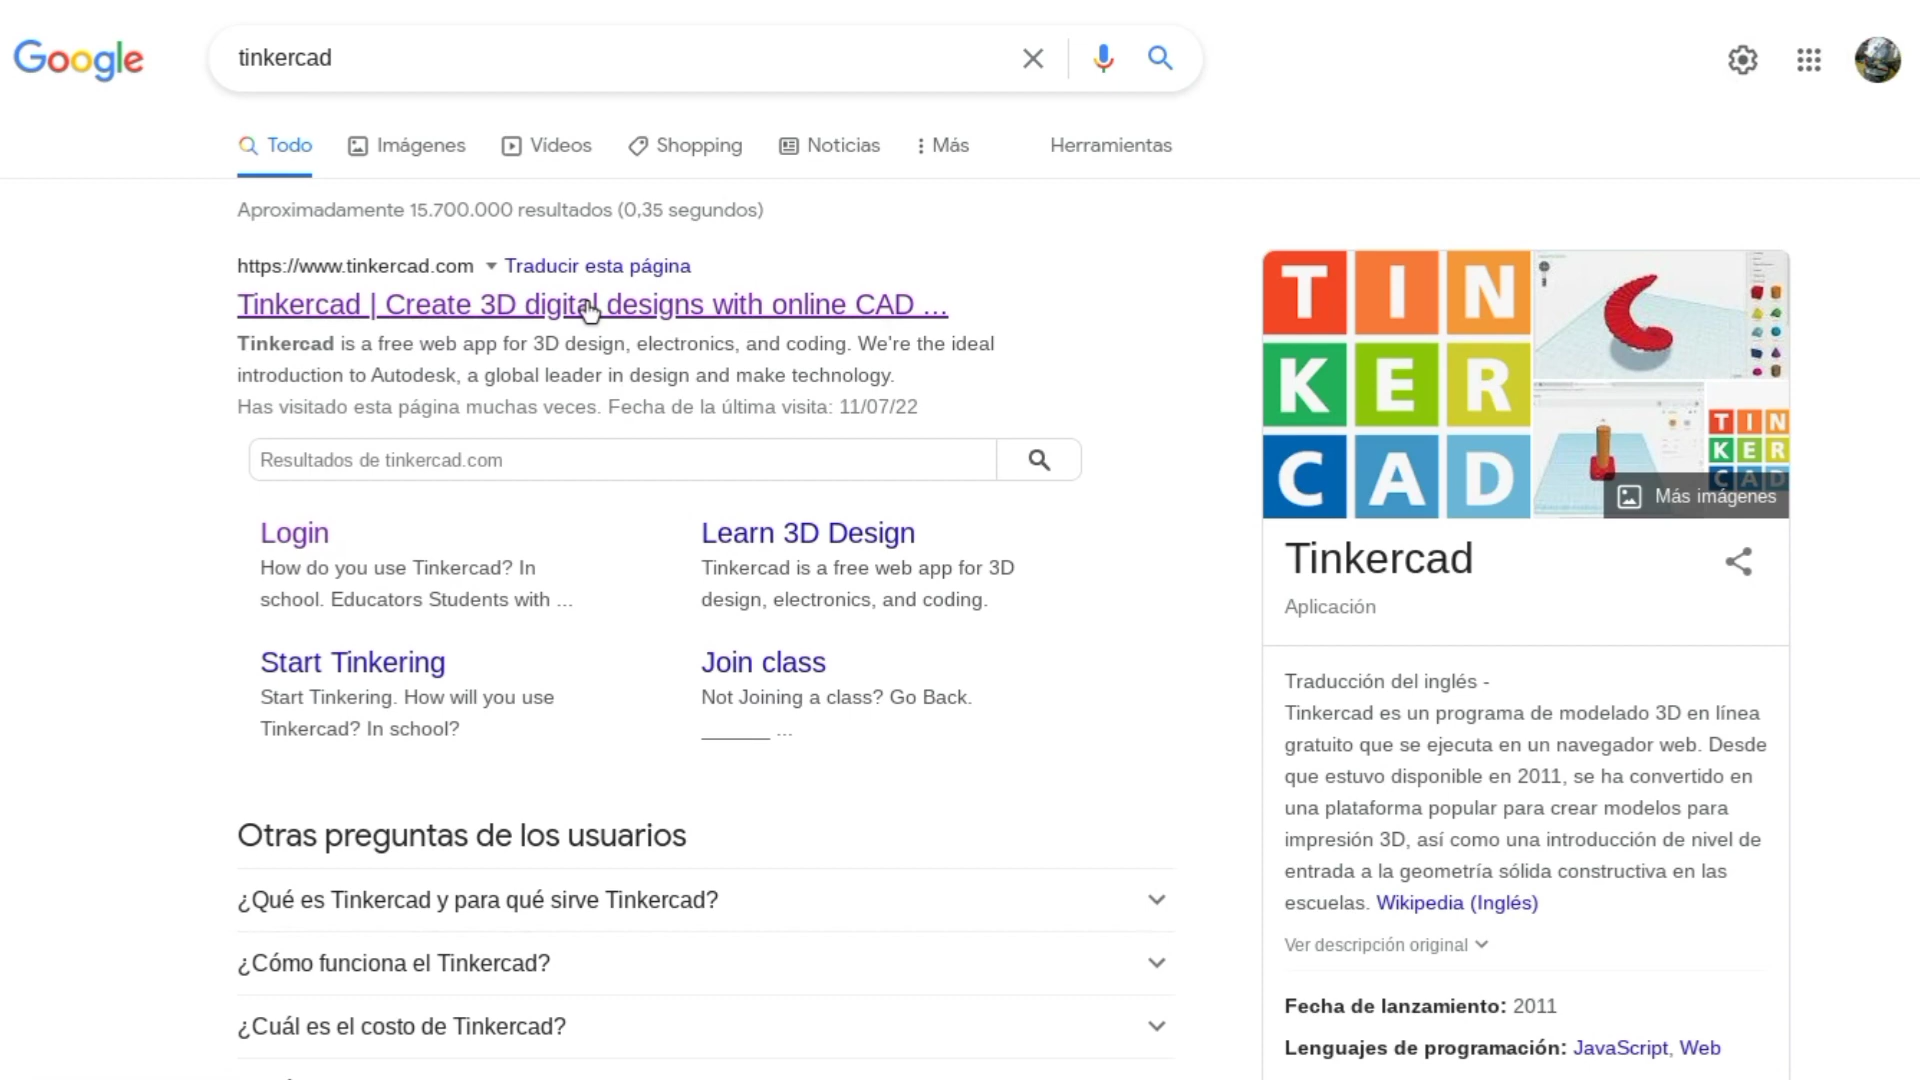 Google
tinkercad
Todo
Imágenes
Vídeos
Shopping
Noticias
Más
Herramientas
Aproximadamente 15.700.000 resultados (0,35 segundos)
https://www.tinkercad.com
Traducir esta página
Tinkercad | Create 3D digital designs with online CAD ...
Tinkercad is a free web app for 3D design, electronics, and coding. We're the ideal
introduction to Autodesk, a global leader in design and make technology.
Has visitado esta página muchas veces. Fecha de la última visita: 11/07/22
Resultados de tinkercad.com
Login
How do you use Tinkercad? In
school. Educators Students with ...
Learn 3D Design
Tinkercad is a free web app for 3D
design, electronics, and coding.
Start Tinkering
Start Tinkering. How will you use
Tinkercad? In school?
Join class
Not Joining a class? Go Back.
______ ...
Otras preguntas de los usuarios
¿Qué es Tinkercad y para qué sirve Tinkercad?
¿Cómo funciona el Tinkercad?
¿Cuál es el costo de Tinkercad?
TIN
KER
CAD
TIN
KER
CAD
Más imágenes
Tinkercad
Aplicación
Traducción del inglés -
Tinkercad es un programa de modelado 3D en línea
gratuito que se ejecuta en un navegador web. Desde
que estuvo disponible en 2011, se ha convertido en
una plataforma popular para crear modelos para
impresión 3D, así como una introducción de nivel de
entrada a la geometría sólida constructiva en las
escuelas. Wikipedia (Inglés)
Ver descripción original
Fecha de lanzamiento: 2011
Lenguajes de programación: JavaScript, Web